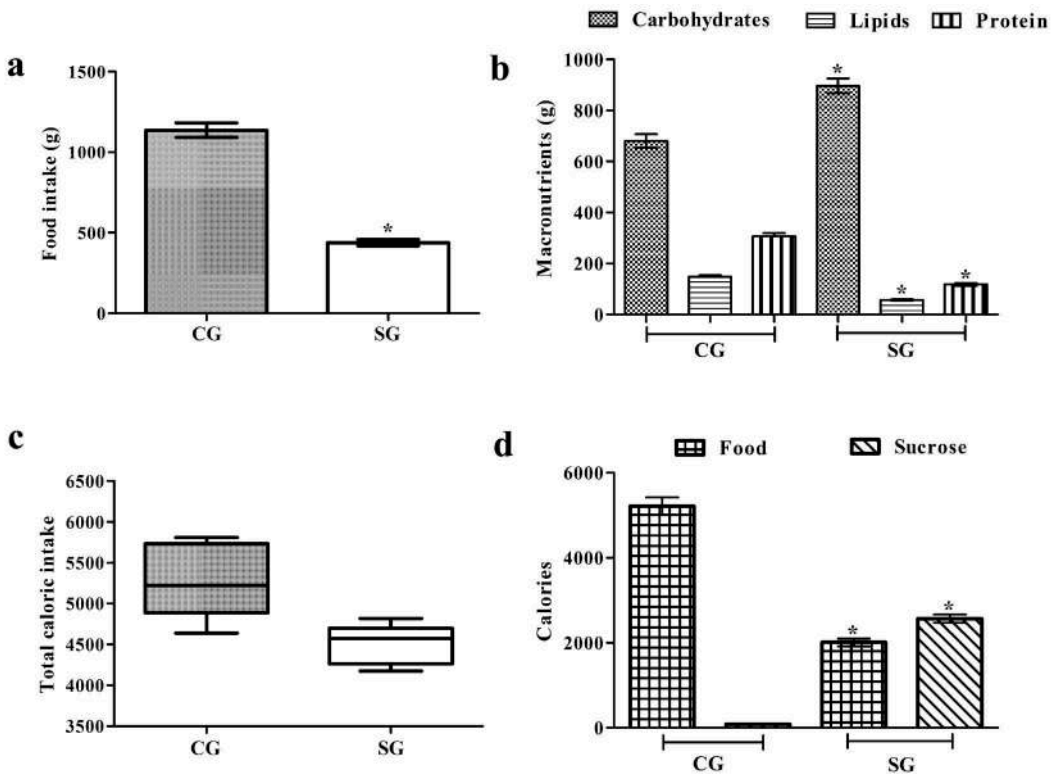 Carbohydrates Lipids Protein
a
b
1500
1000
500
0
Food intake (g)
*
CG SG
1000
800
600
400
200
0
Macronutrients (g)
*
*
*
CG SG
c
d
Food Sucrose
6500
6000
5500
5000
4500
4000
3500
Total caloric intake
CG SG
6000
4000
2000
0
Calories
*
*
CG SG